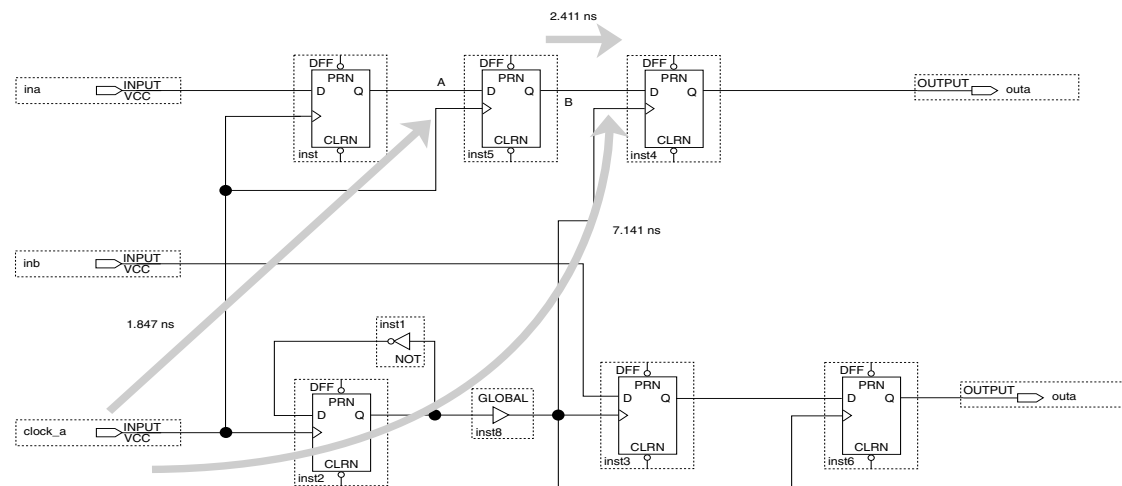 2.411 ns
DFF
PRN
D Q
CLRN
inst
DFF
PRN
D Q
CLRN
inst5
DFF
PRN
D Q
CLRN
inst4
ina
INPUT
VCC
A
B
OUTPUT
outa
7.141 ns
inb
INPUT
VCC
1.847 ns
inst1
NOT
clock_a
INPUT
VCC
DFF
PRN
D Q
CLRN
inst2
GLOBAL
inst8
DFF
PRN
D Q
CLRN
inst3
DFF
PRN
D Q
CLRN
inst6
OUTPUT
outa